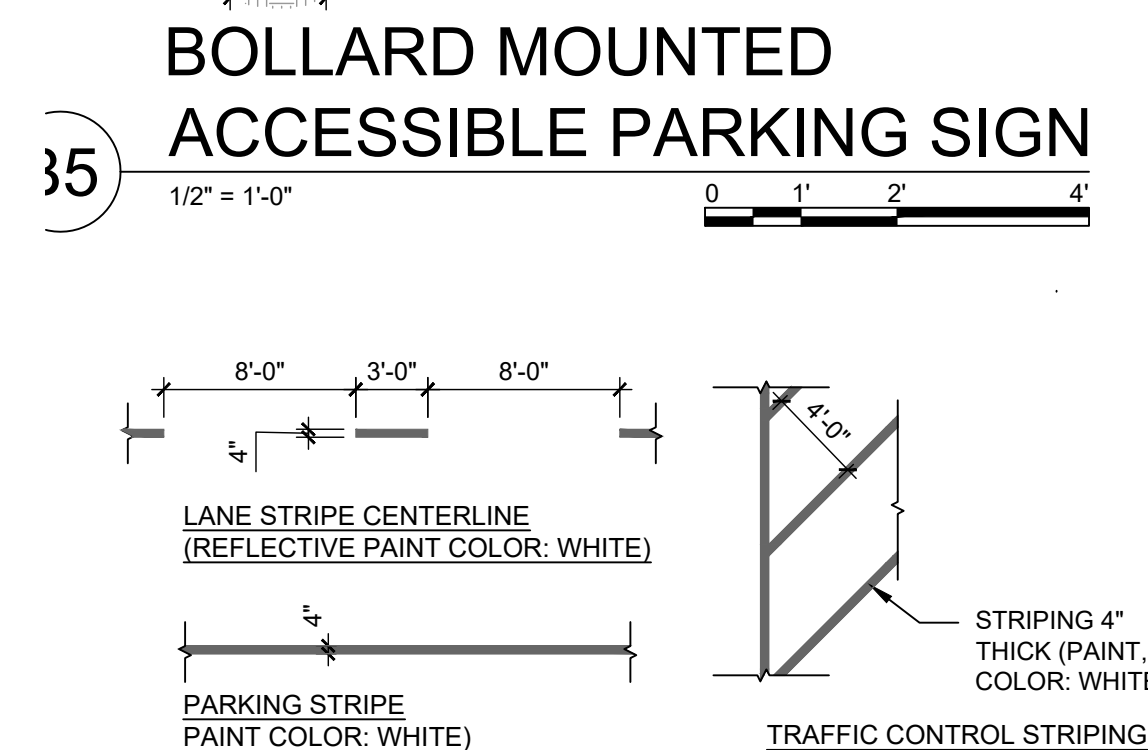 BOLLARD MOUNTED
ACCESSIBLE PARKING SIGN
1/2" = 1'-0"
0 1' 2' 4'
8'-0" 3'-0" 8'-0"
4"
LANE STRIPE CENTERLINE
(REFLECTIVE PAINT COLOR: WHITE)
4"
PARKING STRIPE
PAINT COLOR: WHITE)
4'-0"
STRIPING 4"
THICK (PAINT,
COLOR: WHITE
TRAFFIC CONTROL STRIPING